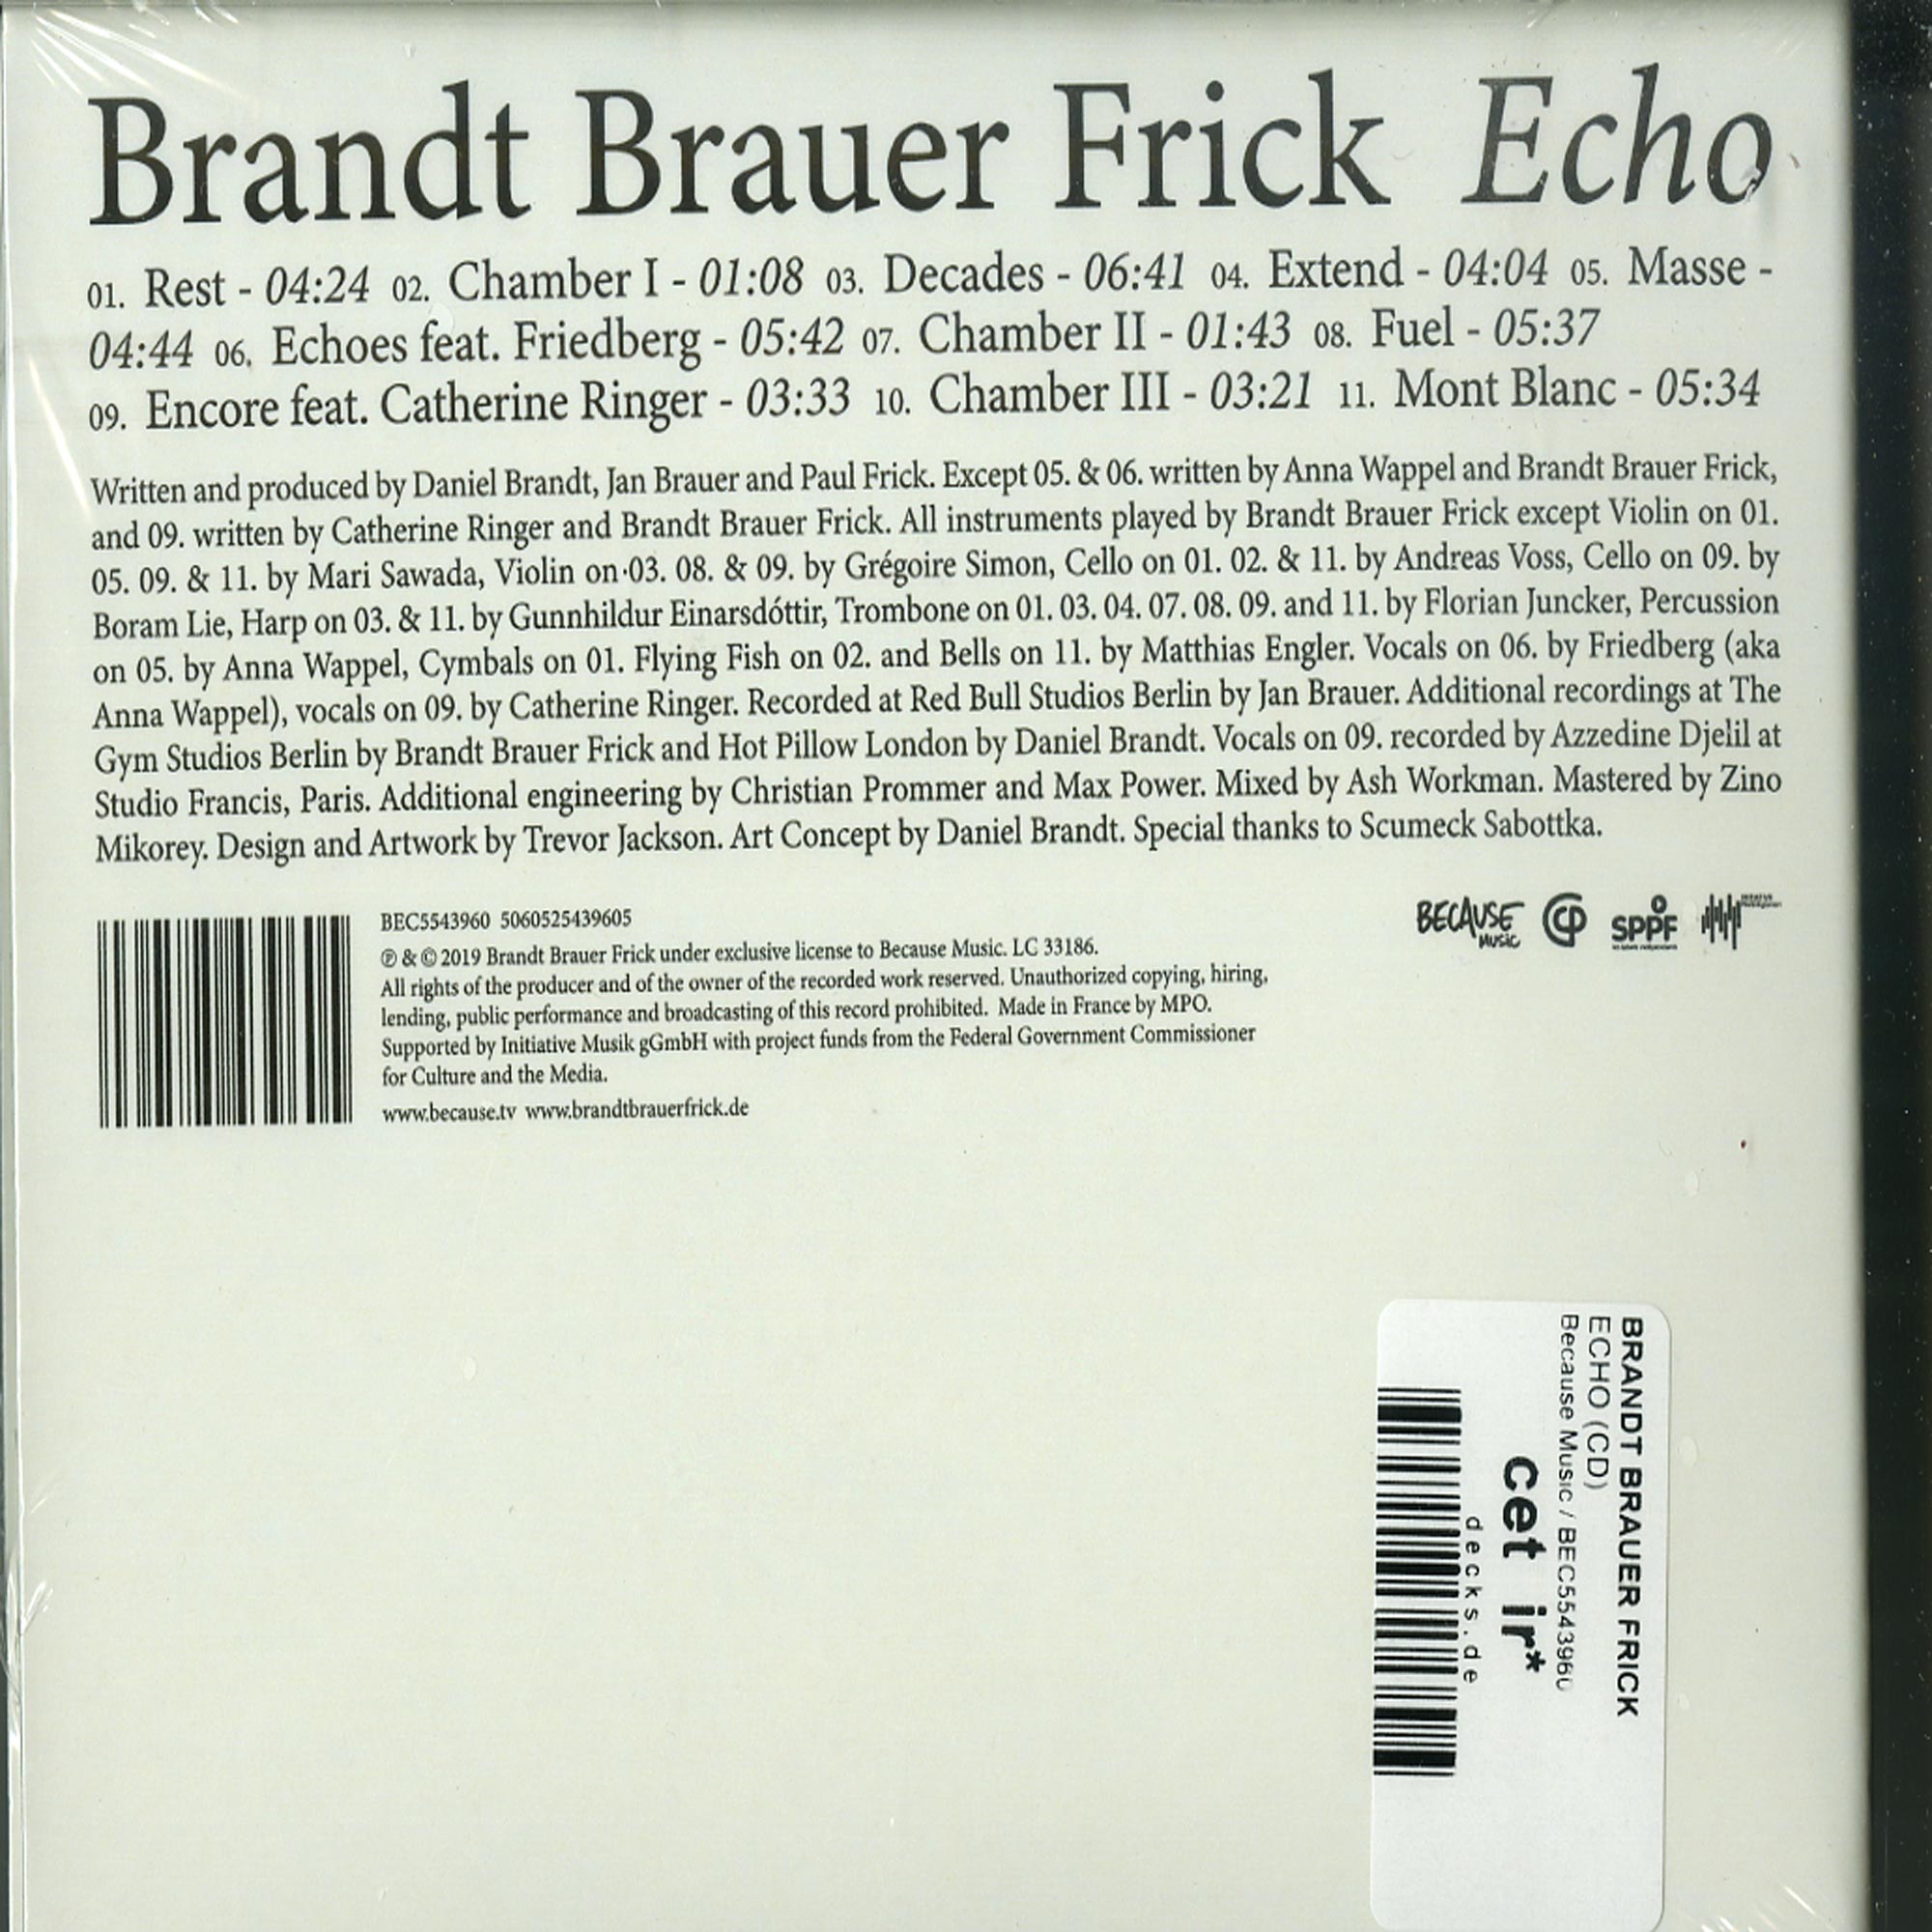 Brandt Brauer Frick Echo
01. Rest - 04:24 02. Chamber I - 01:08 03. Decades - 06:41 04. Extend - 04:04 05. Masse -
04:44 06. Echoes feat. Friedberg - 05:42 07. Chamber II - 01:43 08. Fuel - 05:37
09. Encore feat. Catherine Ringer - 03:33 10. Chamber III - 03:21 11. Mont Blanc - 05:34
Written and produced by Daniel Brandt, Jan Brauer and Paul Frick. Except 05. & 06. written by Anna Wappel and Brandt Brauer Frick,
and 09. written by Catherine Ringer and Brandt Brauer Frick. All instruments played by Brandt Brauer Frick except Violin on 01.
05. 09. & 11. by Mari Sawada, Violin on 03. 08. & 09. by Grégoire Simon, Cello on 01. 02. & 11. by Andreas Voss, Cello on 09. by
Boram Lie, Harp on 03. & 11. by Gunnhildur Einarsdóttir, Trombone on 01. 03. 04. 07. 08. 09. and 11. by Florian Juncker, Percussion
on 05. by Anna Wappel, Cymbals on 01. Flying Fish on 02. and Bells on 11. by Matthias Engler. Vocals on 06. by Friedberg (aka
Anna Wappel), vocals on 09. by Catherine Ringer. Recorded at Red Bull Studios Berlin by Jan Brauer. Additional recordings at The
Gym Studios Berlin by Brandt Brauer Frick and Hot Pillow London by Daniel Brandt. Vocals on 09. recorded by Azzedine Djelil at
Studio Francis, Paris. Additional engineering by Christian Prommer and Max Power. Mixed by Ash Workman. Mastered by Zino
Mikorey. Design and Artwork by Trevor Jackson. Art Concept by Daniel Brandt. Special thanks to Scumeck Sabottka.
BEC5543960 5060525439605
℗ & © 2019 Brandt Brauer Frick under exclusive license to Because Music. LC 33186.
All rights of the producer and of the owner of the recorded work reserved. Unauthorized copying, hiring,
lending, public performance and broadcasting of this record prohibited. Made in France by MPO.
Supported by Initiative Musik gGmbH with project funds from the Federal Government Commissioner
for Culture and the Media.
www.because.tv www.brandtbrauerfrick.de
BECAUSE
MUSIC
SPPF
BRANDT BRAUER FRICK
ECHO (CD)
Because Music / BEC5543960
cet ir*
decks.de